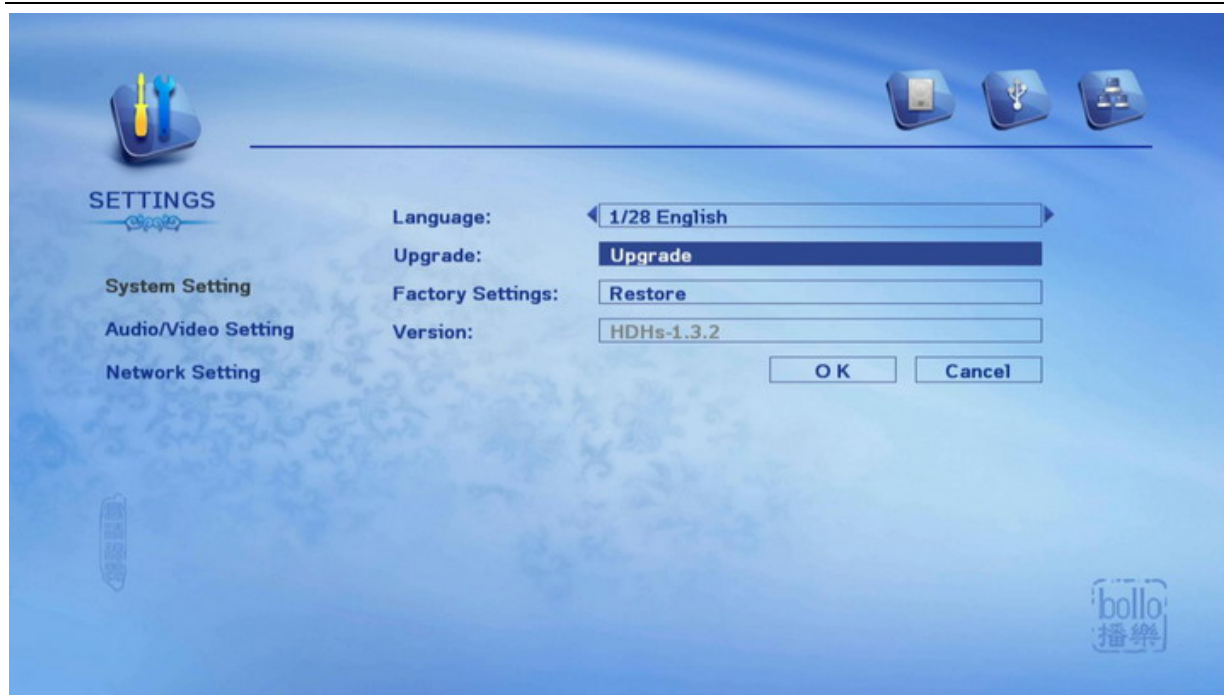 SETTINGS
System Setting
Audio/Video Setting
Network Setting
Language:
1/28 English
Upgrade:
Upgrade
Factory Settings:
Restore
Version:
HDHs-1.3.2
OK
Cancel
bollo
播樂